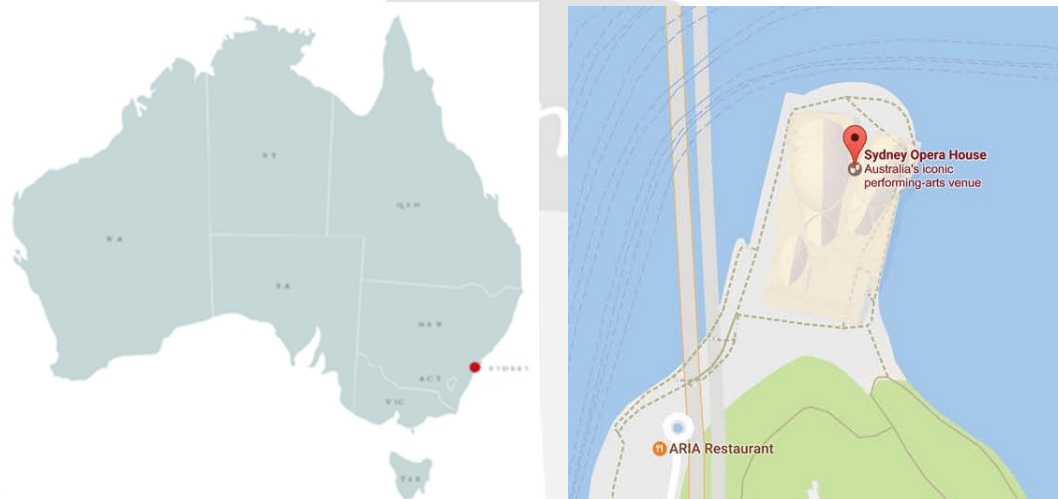 NT
QLD
WA
SA
NSW
SYDNEY
ACT
VIC
TAS
Sydney Opera House
Australia's iconic
performing-arts venue
ARIA Restaurant